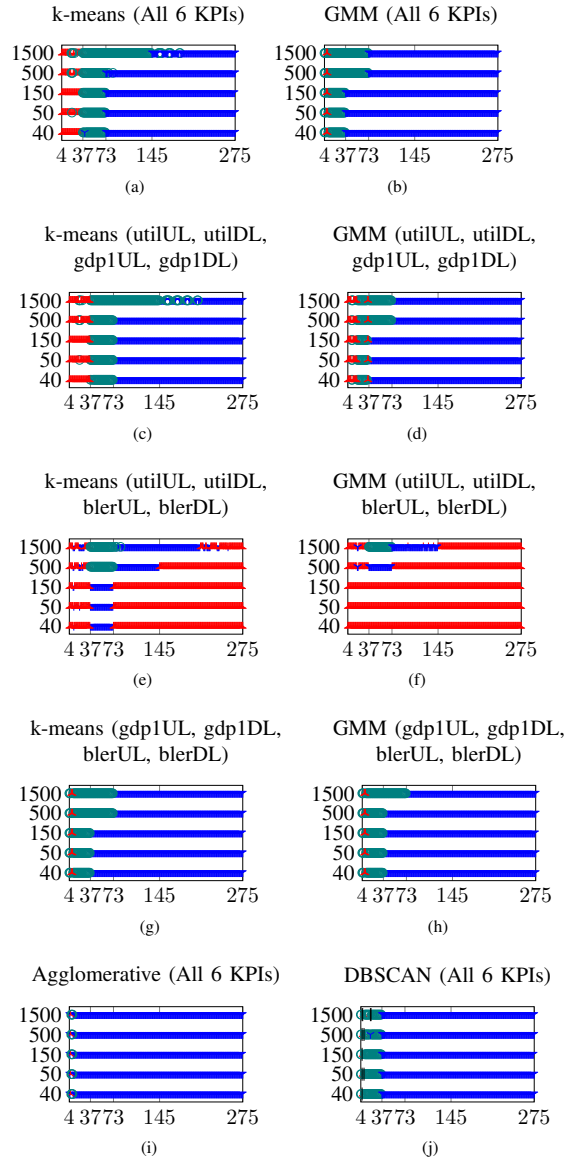 k-means (All 6 KPIs)
1500
500
150
50
40
4 3773 145 275
(a)
GMM (All 6 KPIs)
1500
500
150
50
40
4 3773 145 275
(b)
k-means (utilUL, utilDL,
gdp1UL, gdp1DL)
1500
500
150
50
40
4 3773 145 275
(c)
GMM (utilUL, utilDL,
gdp1UL, gdp1DL)
1500
500
150
50
40
4 3773 145 275
(d)
k-means (utilUL, utilDL,
blerUL, blerDL)
1500
500
150
50
40
4 3773 145 275
(e)
GMM (utilUL, utilDL,
blerUL, blerDL)
1500
500
150
50
40
4 3773 145 275
(f)
k-means (gdp1UL, gdp1DL,
blerUL, blerDL)
1500
500
150
50
40
4 3773 145 275
(g)
GMM (gdp1UL, gdp1DL,
blerUL, blerDL)
1500
500
150
50
40
4 3773 145 275
(h)
Agglomerative (All 6 KPIs)
1500
500
150
50
40
4 3773 145 275
(i)
DBSCAN (All 6 KPIs)
1500
500
150
50
40
4 3773 145 275
(j)